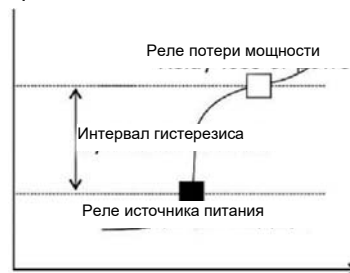 Реле потери мощности
Интервал гистерезиса
Реле источника питания